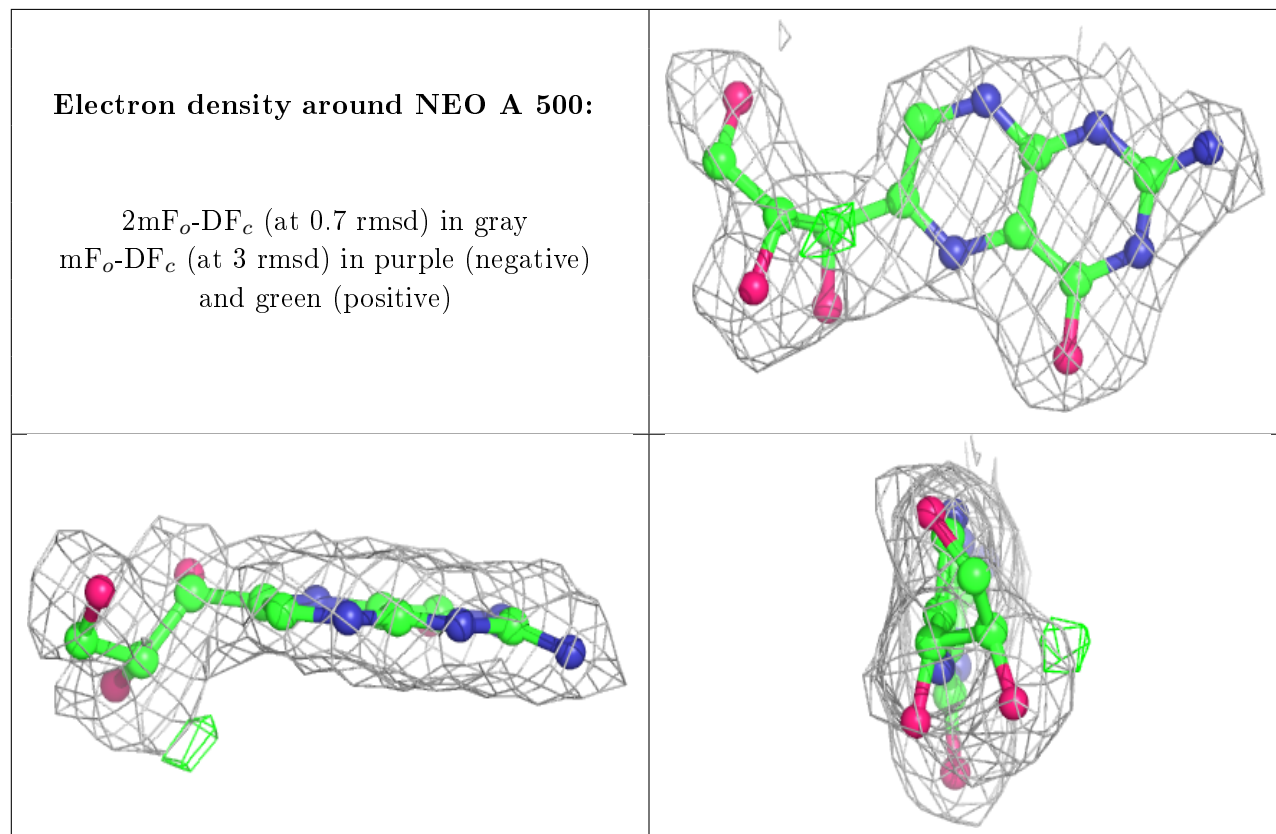 Electron density around NEO A 500:
2mFo-DFc (at 0.7 rmsd) in gray
mFo-DFc (at 3 rmsd) in purple (negative)
and green (positive)